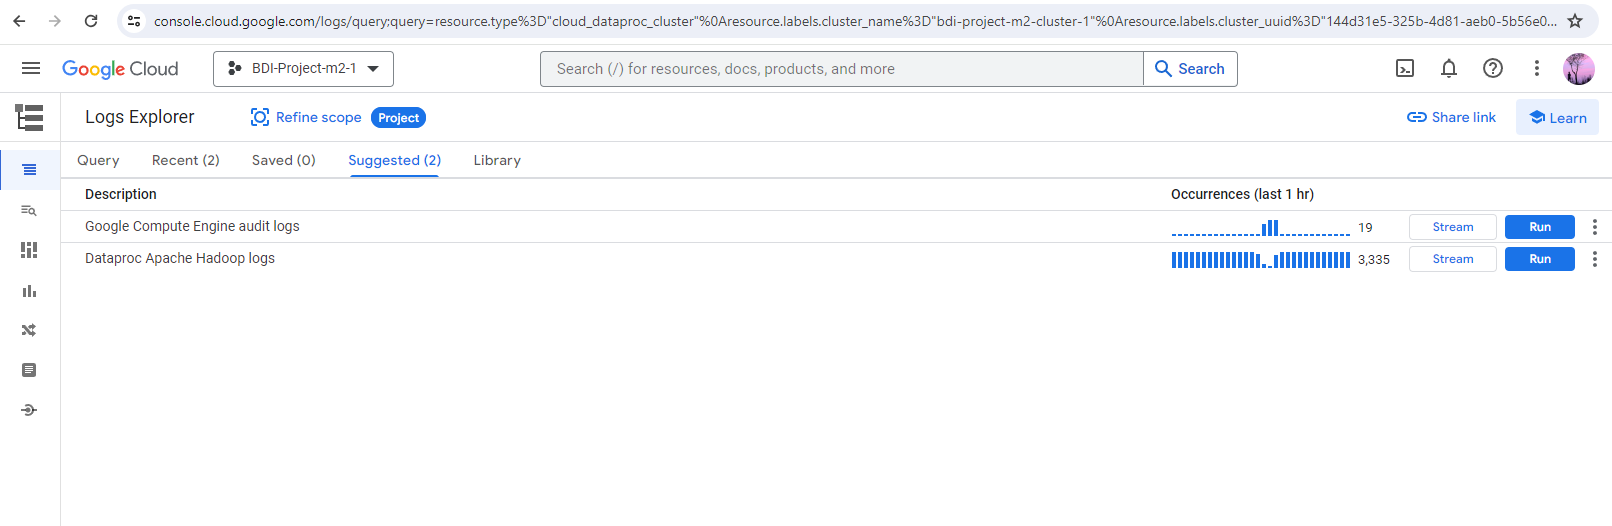 console.cloud.google.com/logs/query;query=resource.type%3D"cloud_dataproc_cluster"%0Aresource.labels.cluster_name%3D"bdi-project-m2-cluster-1"%0Aresource.labels.cluster_uuid%3D"144d31e5-325b-4d81-aeb0-5b56e0...
Google Cloud BDI-Project-m2-1 Search (/) for resources, docs, products, and more Search
Logs Explorer Refine scope Project Share link Learn
Query Recent (2) Saved (0) Suggested (2) Library
Description Occurrences (last 1 hr)
Google Compute Engine audit logs 19 Stream Run
Dataproc Apache Hadoop logs 3,335 Stream Run